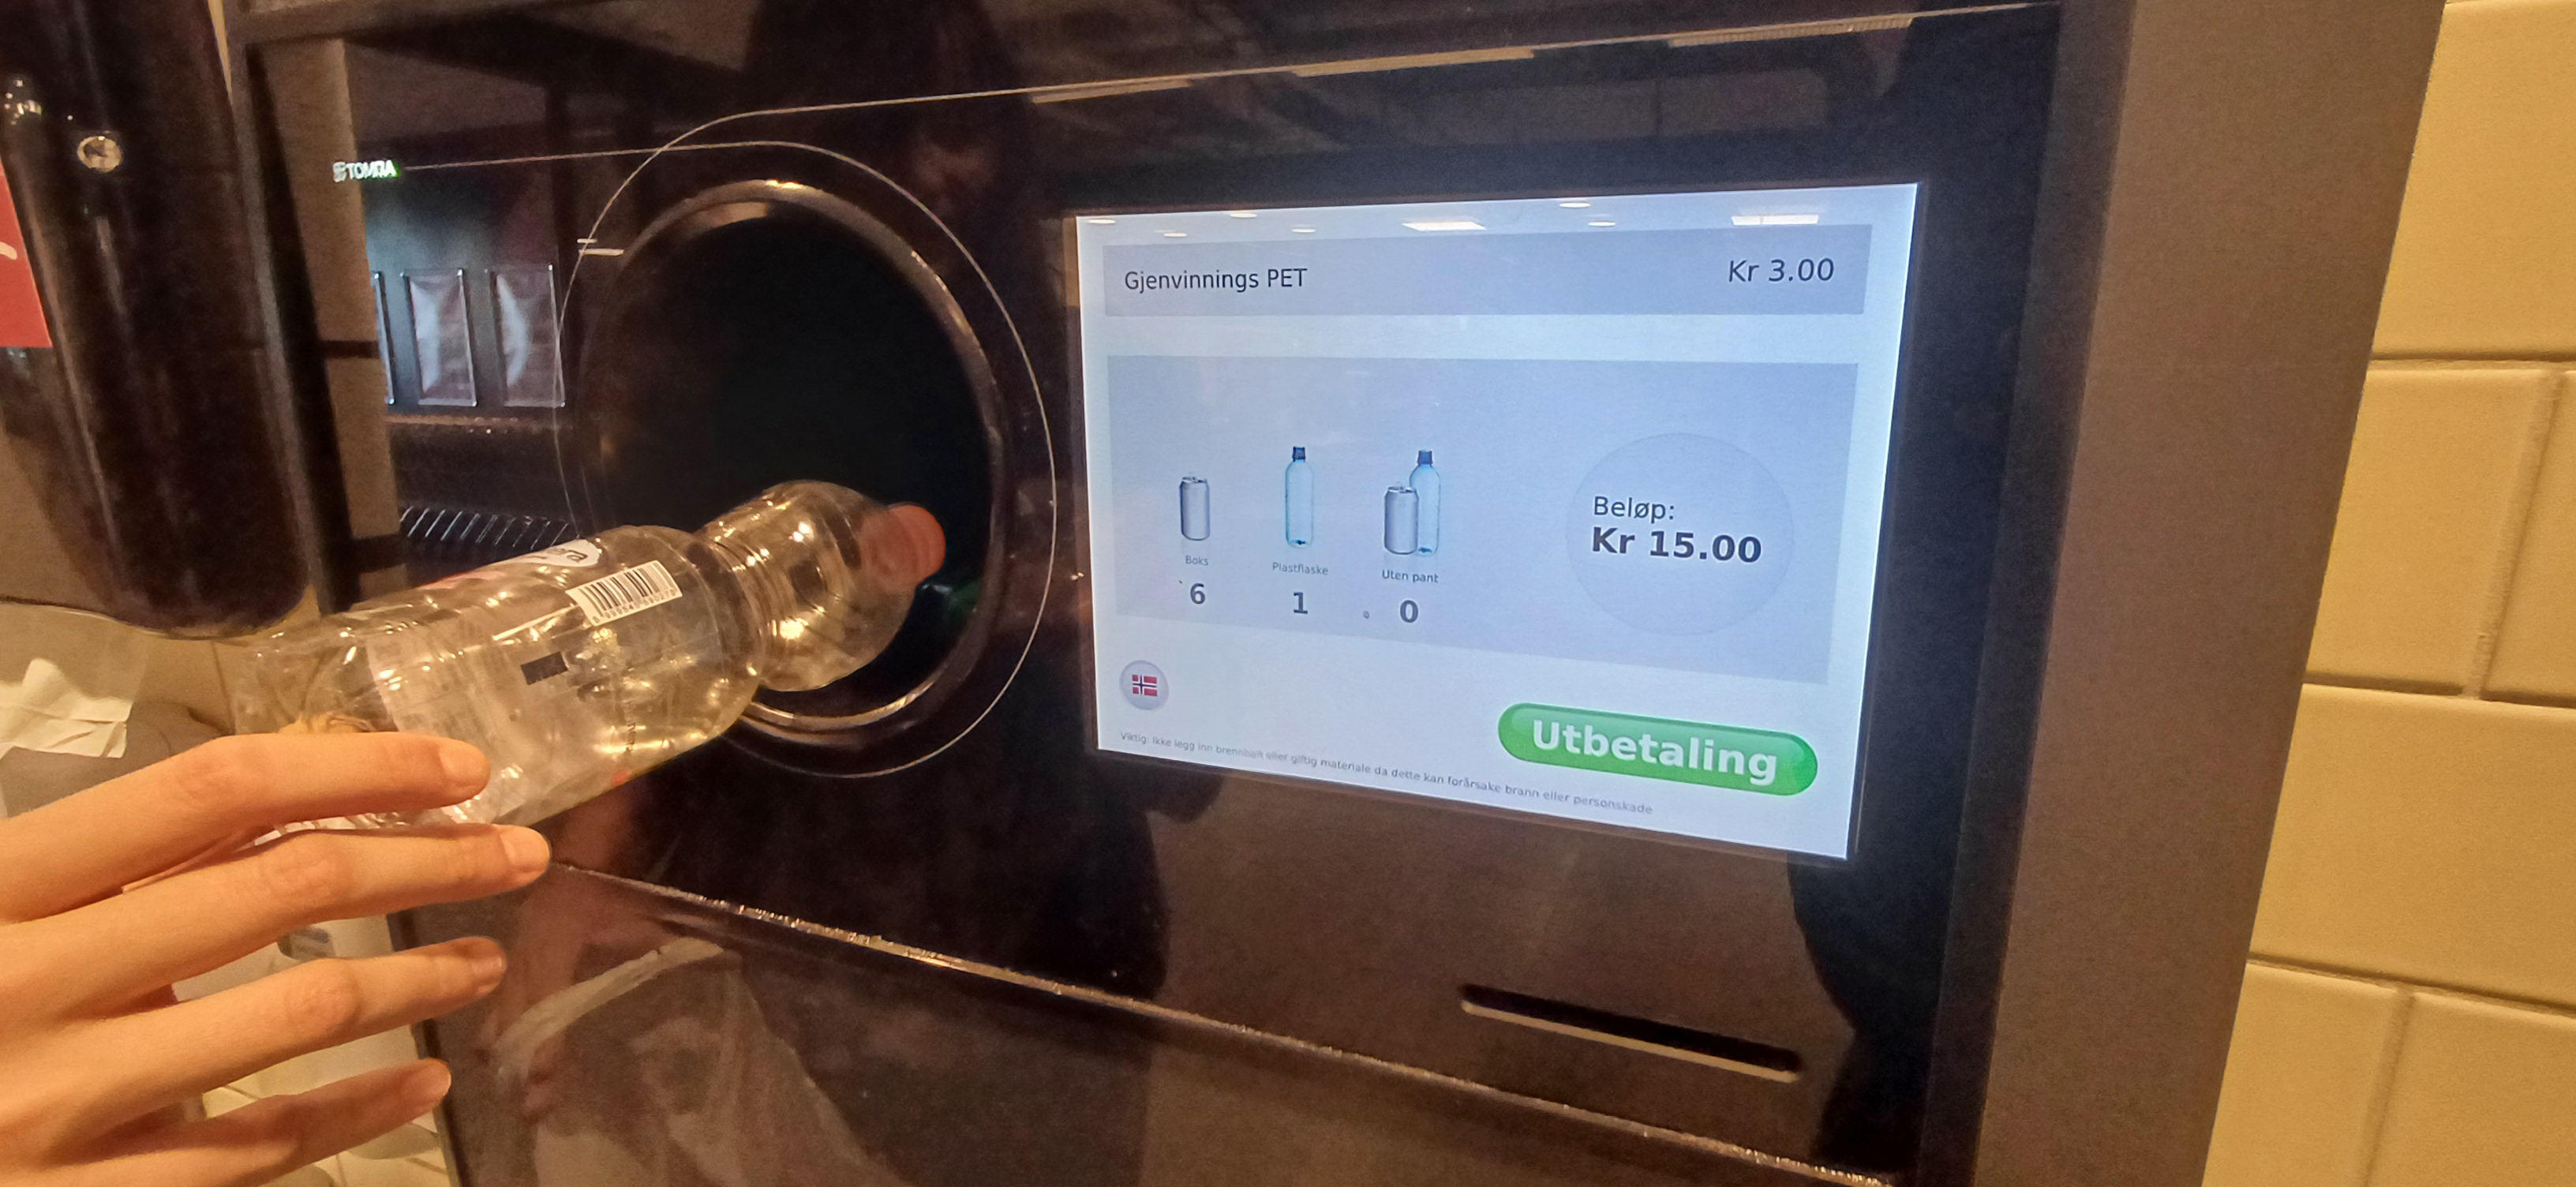 TOMRA
Gjenvinnings PET
Kr 3.00
Boks
6
Plastflaske
1
Uten pant
0
Beløp:
Kr 15.00
Utbetaling
Viktig: Ikke legg inn brennbart eller giftig materiale da dette kan forårsake brann eller personskade